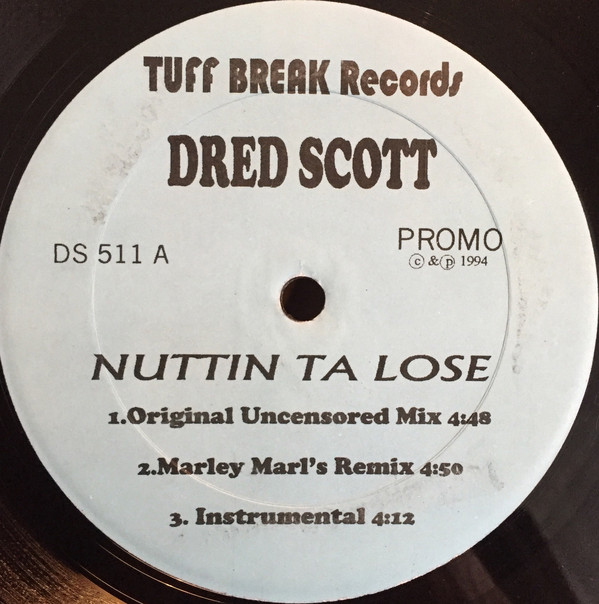 TUFF BREAK Records
DRED SCOTT
DS 511 A
PROMO
©&℗ 1994
NUTTIN TA LOSE
1.Original Uncensored Mix 4:48
2.Marley Marl's Remix 4:50
3. Instrumental 4:12